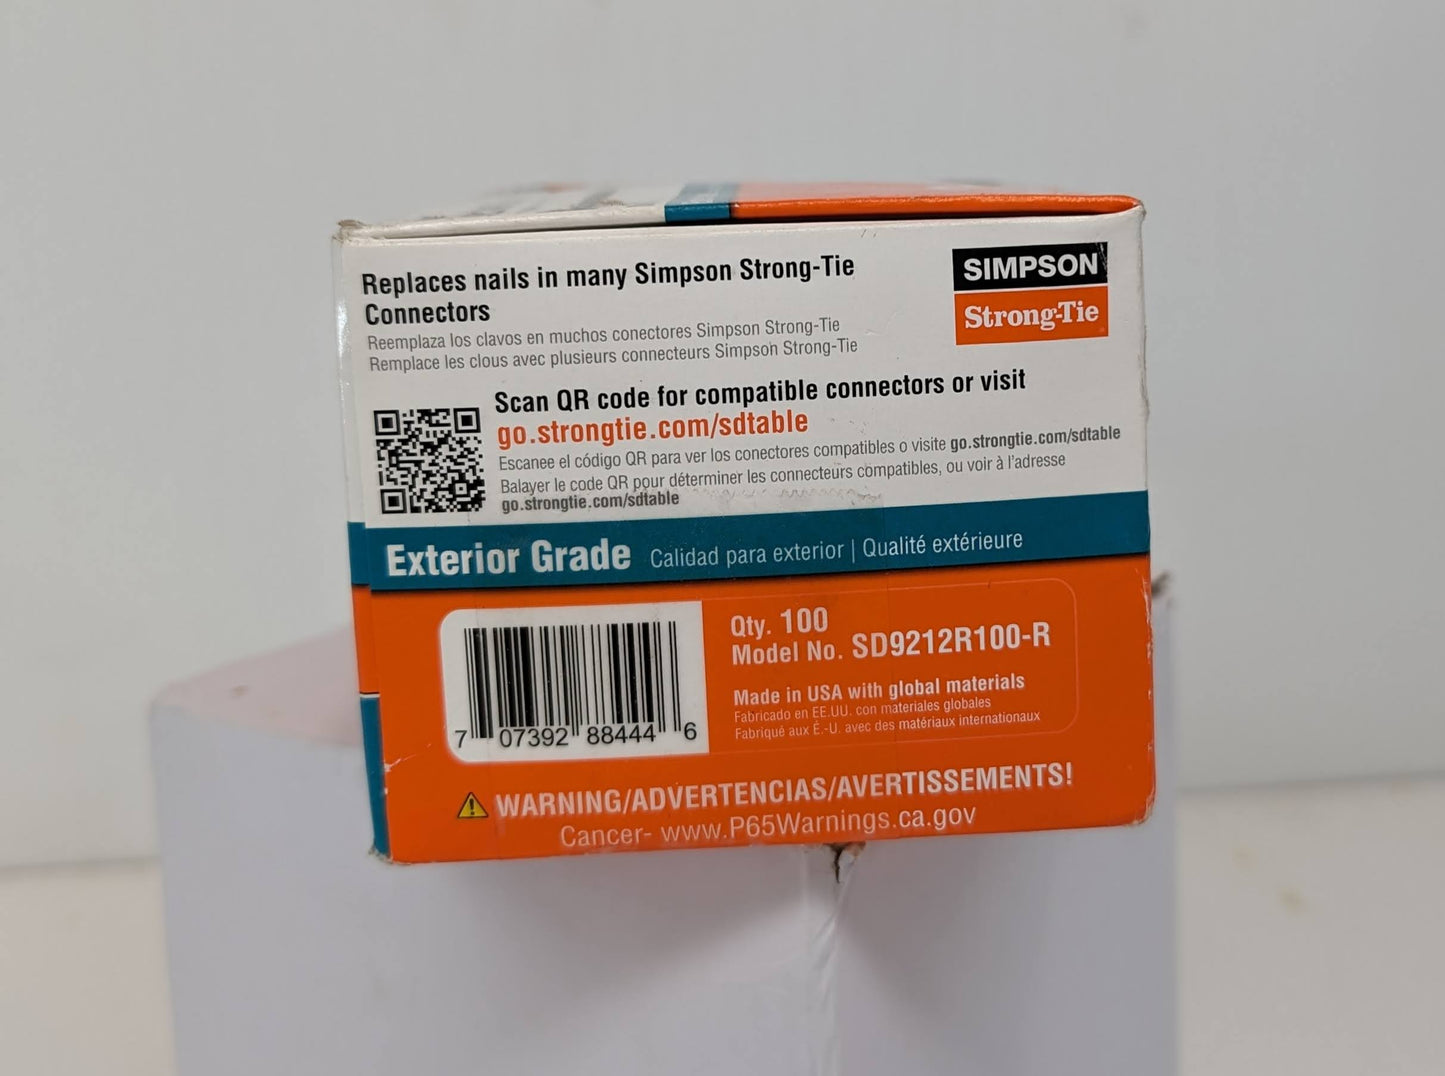 Replaces nails in many Simpson Strong-Tie
Connectors
Reemplaza los clavos en muchos conectores Simpson Strong-Tie
Remplace les clous avec plusieurs connecteurs Simpson Strong-Tie
SIMPSON
Strong-Tie
Scan QR code for compatible connectors or visit
go.strongtie.com/sdtable
Escanee el código QR para ver los conectores compatibles o visite go.strongtie.com/sdtable
Balayer le code QR pour déterminer les connecteurs compatibles, ou voir à l'adresse
go.strongtie.com/sdtable
Exterior Grade Calidad para exterior | Qualité extérieure
7 07392 88444 6
Qty. 100
Model No. SD9212R100-R
Made in USA with global materials
Fabricado en EE.UU. con materiales globales
Fabriqué aux É.-U. avec des matériaux internationaux
WARNING/ADVERTENCIAS/AVERTISSEMENTS!
Cancer- www.P65Warnings.ca.gov